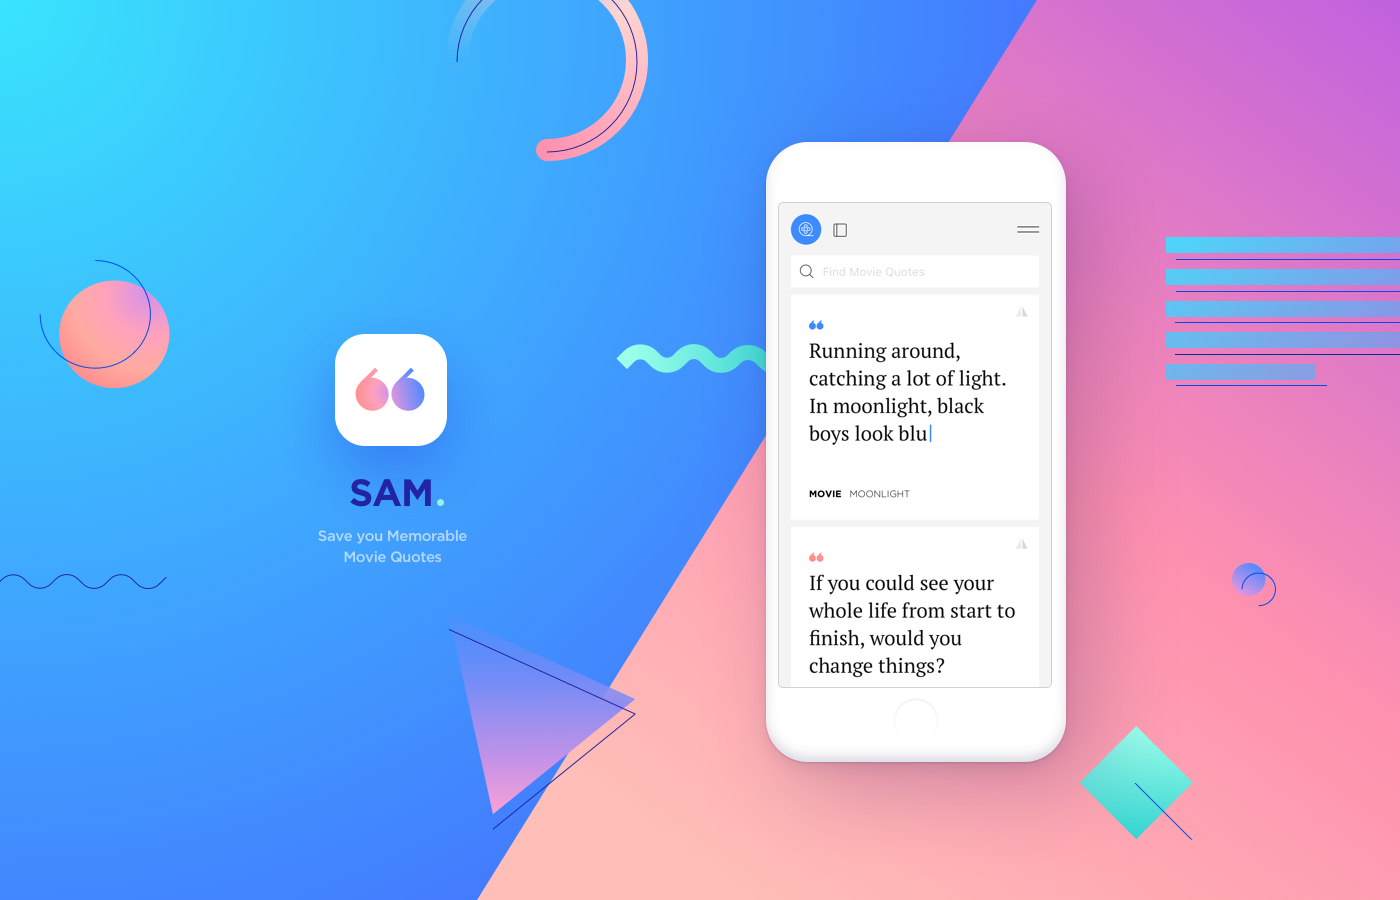 SAM.
Save you Memorable
Movie Quotes
Find Movie Quotes
Running around,
catching a lot of light.
In moonlight, black
boys look blu
MOVIE MOONLIGHT
If you could see your
whole life from start to
finish, would you
change things?